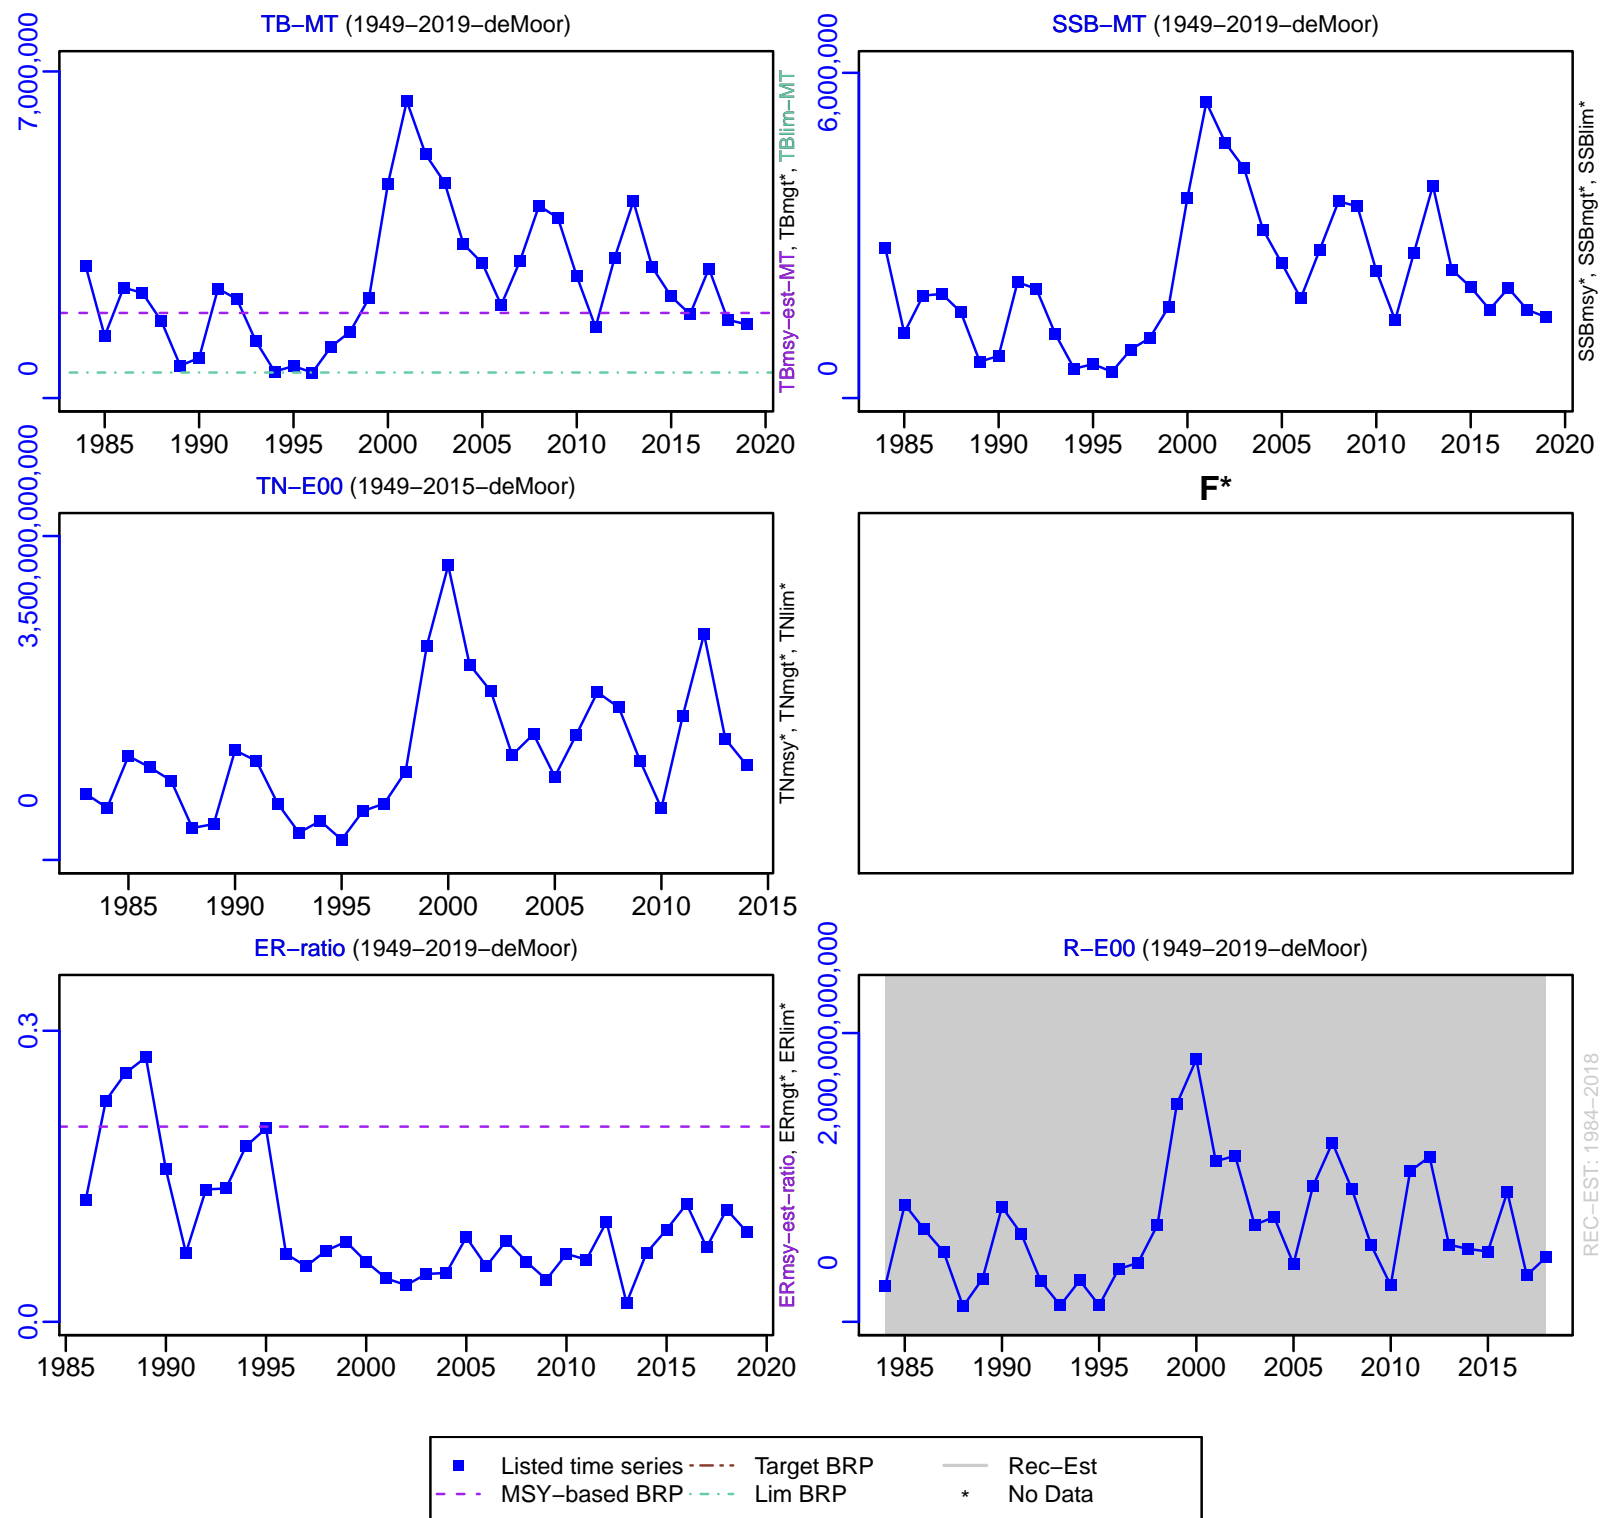 TB−MT (1949−2019−deMoor)
7,000,000
0
TBmsy−est−MT, TBmgt*, TBlim−MT
1985 1990 1995 2000 2005 2010 2015 2020
SSB−MT (1949−2019−deMoor)
6,000,000
0
SSBmsy*, SSBmgt*, SSBlim*
1985 1990 1995 2000 2005 2010 2015 2020
TN−E00 (1949−2015−deMoor)
3,500,000,000,000
0
TNmsy*, TNmgt*, TNlim*
1985 1990 1995 2000 2005 2010 2015
F*
ER−ratio (1949−2019−deMoor)
0.3
0.0
ERmsy−est−ratio, ERmgt*, ERlim*
1985 1990 1995 2000 2005 2010 2015 2020
R−E00 (1949−2019−deMoor)
0
REC−EST: 1984−2018
1985 1990 1995 2000 2005 2010 2015
Listed time series Target BRP Rec−Est
MSY−based BRP Lim BRP * No Data